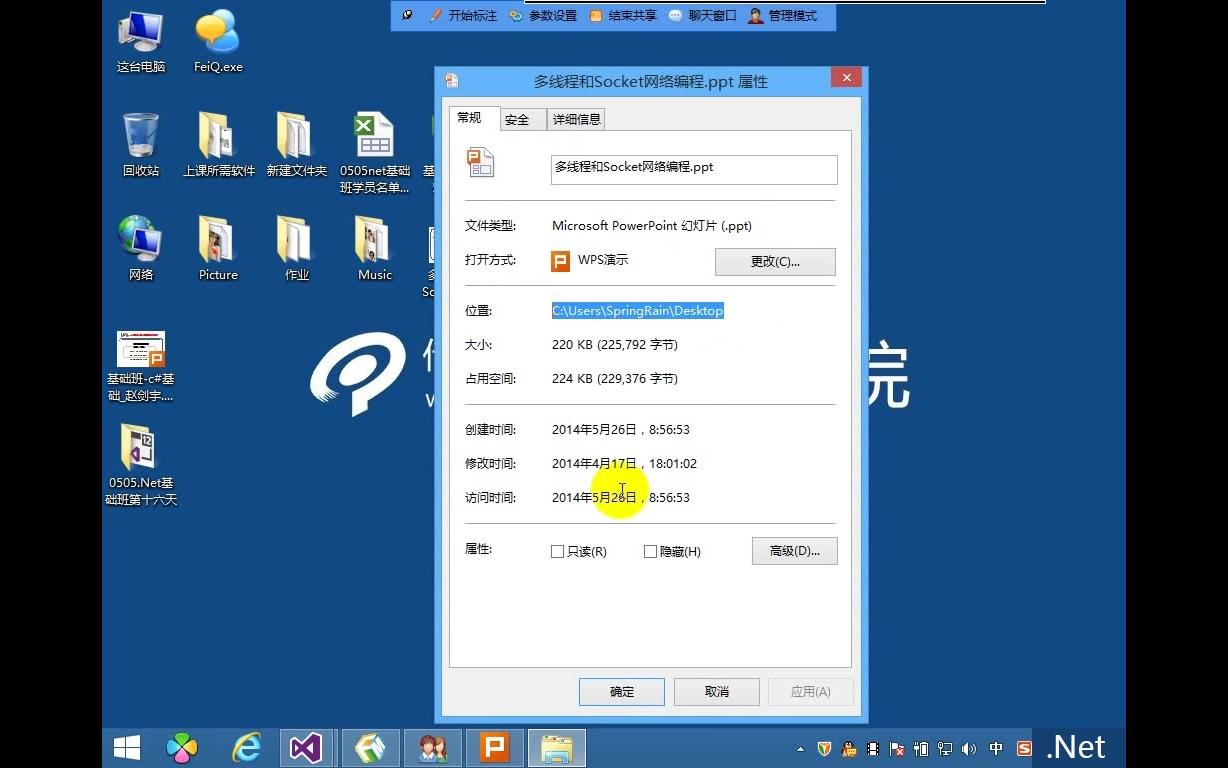 开始标注 参数设置 结束共享 聊天窗口 管理模式
这台电脑
FeiQ.exe
回收站
上课所需软件
新建文件夹
0505net基础
班学员名单...
网络
Picture
作业
Music
基础班-c#基
础_赵剑宇....
0505.Net基
础班第十六天
多线程和Socket网络编程.ppt 属性
常规 安全 详细信息
多线程和Socket网络编程.ppt
文件类型: Microsoft PowerPoint 幻灯片 (.ppt)
打开方式: WPS演示 更改(C)...
位置: C:\Users\SpringRain\Desktop
大小: 220 KB (225,792 字节)
占用空间: 224 KB (229,376 字节)
创建时间: 2014年5月26日，8:56:53
修改时间: 2014年4月17日，18:01:02
访问时间: 2014年5月26日，8:56:53
属性: 只读(R) 隐藏(H) 高级(D)...
确定 取消 应用(A)
院
中
.Net